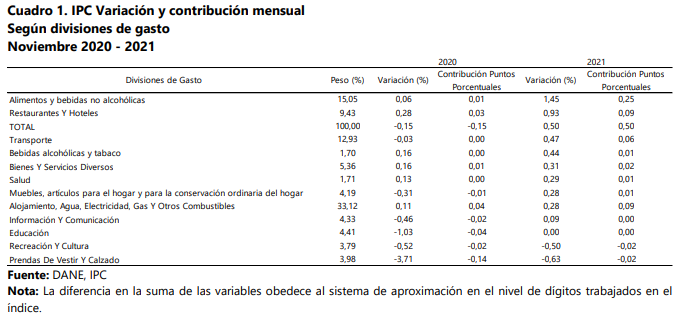 Cuadro 1. IPC Variación y contribución mensual
Según divisiones de gasto
Noviembre 2020 - 2021
2020 2021
Divisiones de Gasto Peso (%) Variación (%) Contribución Puntos Porcentuales Variación (%) Contribución Puntos Porcentuales
Alimentos y bebidas no alcohólicas 15,05 0,06 0,01 1,45 0,25
Restaurantes Y Hoteles 9,43 0,28 0,03 0,93 0,09
TOTAL 100,00 -0,15 -0,15 0,50 0,50
Transporte 12,93 -0,03 0,00 0,47 0,06
Bebidas alcohólicas y tabaco 1,70 0,16 0,00 0,44 0,01
Bienes Y Servicios Diversos 5,36 0,16 0,01 0,31 0,02
Salud 1,71 0,13 0,00 0,29 0,01
Muebles, artículos para el hogar y para la conservación ordinaria del hogar 4,19 -0,31 -0,01 0,28 0,01
Alojamiento, Agua, Electricidad, Gas Y Otros Combustibles 33,12 0,11 0,04 0,28 0,09
Información Y Comunicación 4,33 -0,46 -0,02 0,09 0,00
Educación 4,41 -1,03 -0,04 0,00 0,00
Recreación Y Cultura 3,79 -0,52 -0,02 -0,50 -0,02
Prendas De Vestir Y Calzado 3,98 -3,71 -0,14 -0,63 -0,02
Fuente: DANE, IPC
Nota: La diferencia en la suma de las variables obedece al sistema de aproximación en el nivel de dígitos trabajados en el
índice.